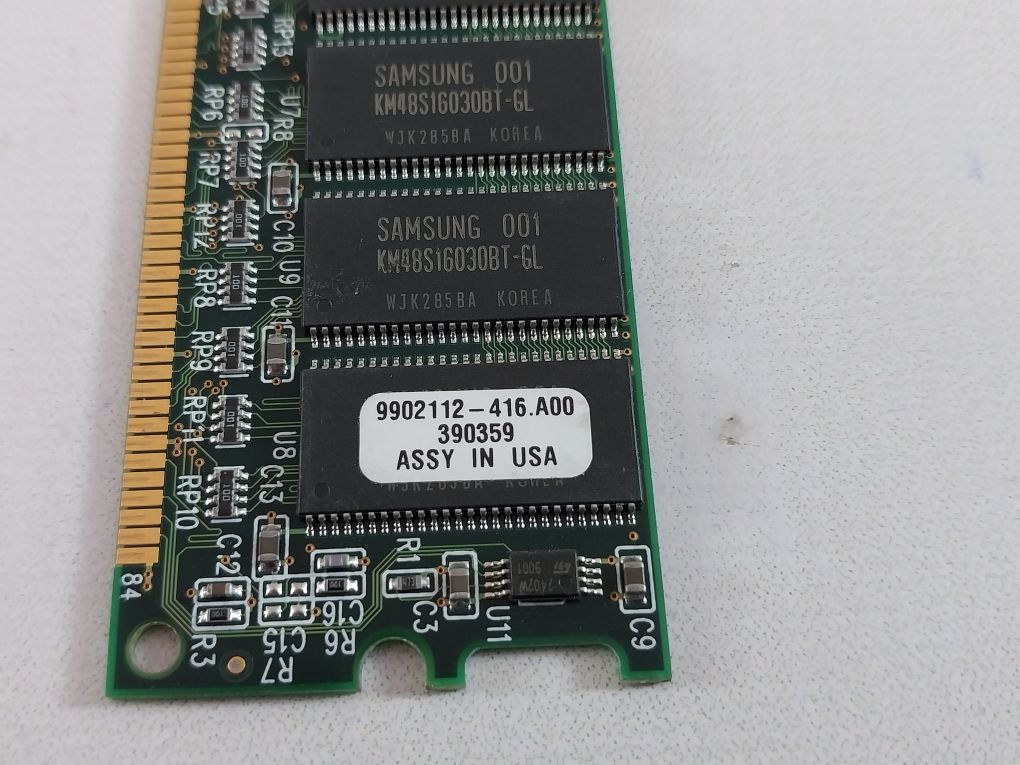 RP13
SAMSUNG 001
KM48S16030BT-GL
WJK285BA KOREA
RP6
U7
R8
RP7
SAMSUNG 001
KM48S16030BT-GL
WJK285BA KOREA
RP12
C10
U9
RP8
C11
RP9
9902112-416.A00
390359
ASSY IN USA
RP11
U8
C13
RP10
C12
R1
2402W
9001
84
R3
C15
R7
C16
R6
C3
U11
C9